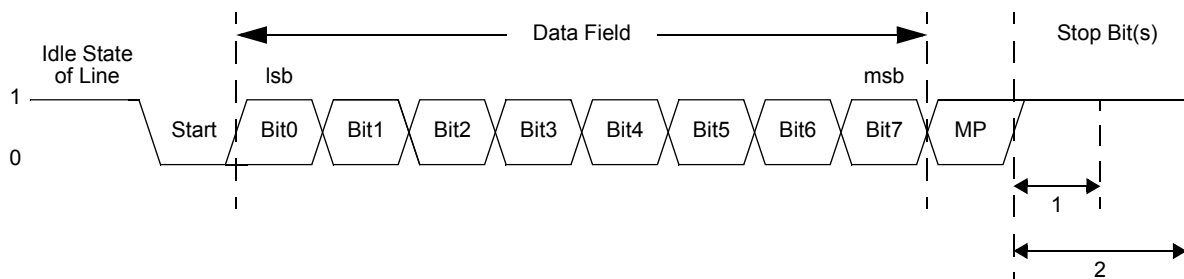 Data Field
Stop Bit(s)
Idle State
of Line
lsb
msb
1
Start
Bit0
Bit1
Bit2
Bit3
Bit4
Bit5
Bit6
Bit7
MP
0
1
2